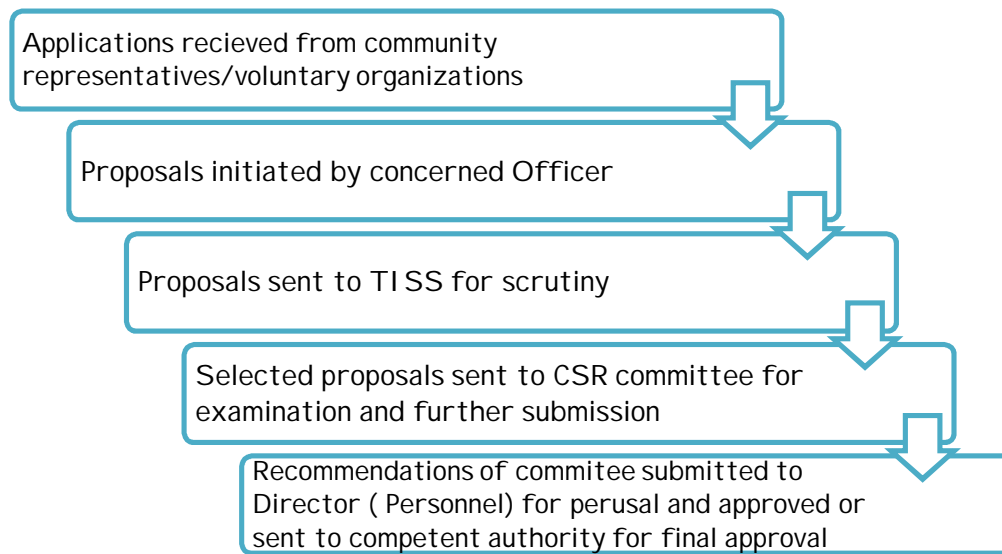 Applications recieved from community
representatives/voluntary organizations
Proposals initiated by concerned Officer
Proposals sent to TISS for scrutiny
Selected proposals sent to CSR committee for
examination and further submission
Recommendations of commitee submitted to
Director ( Personnel) for perusal and approved or
sent to competent authority for final approval